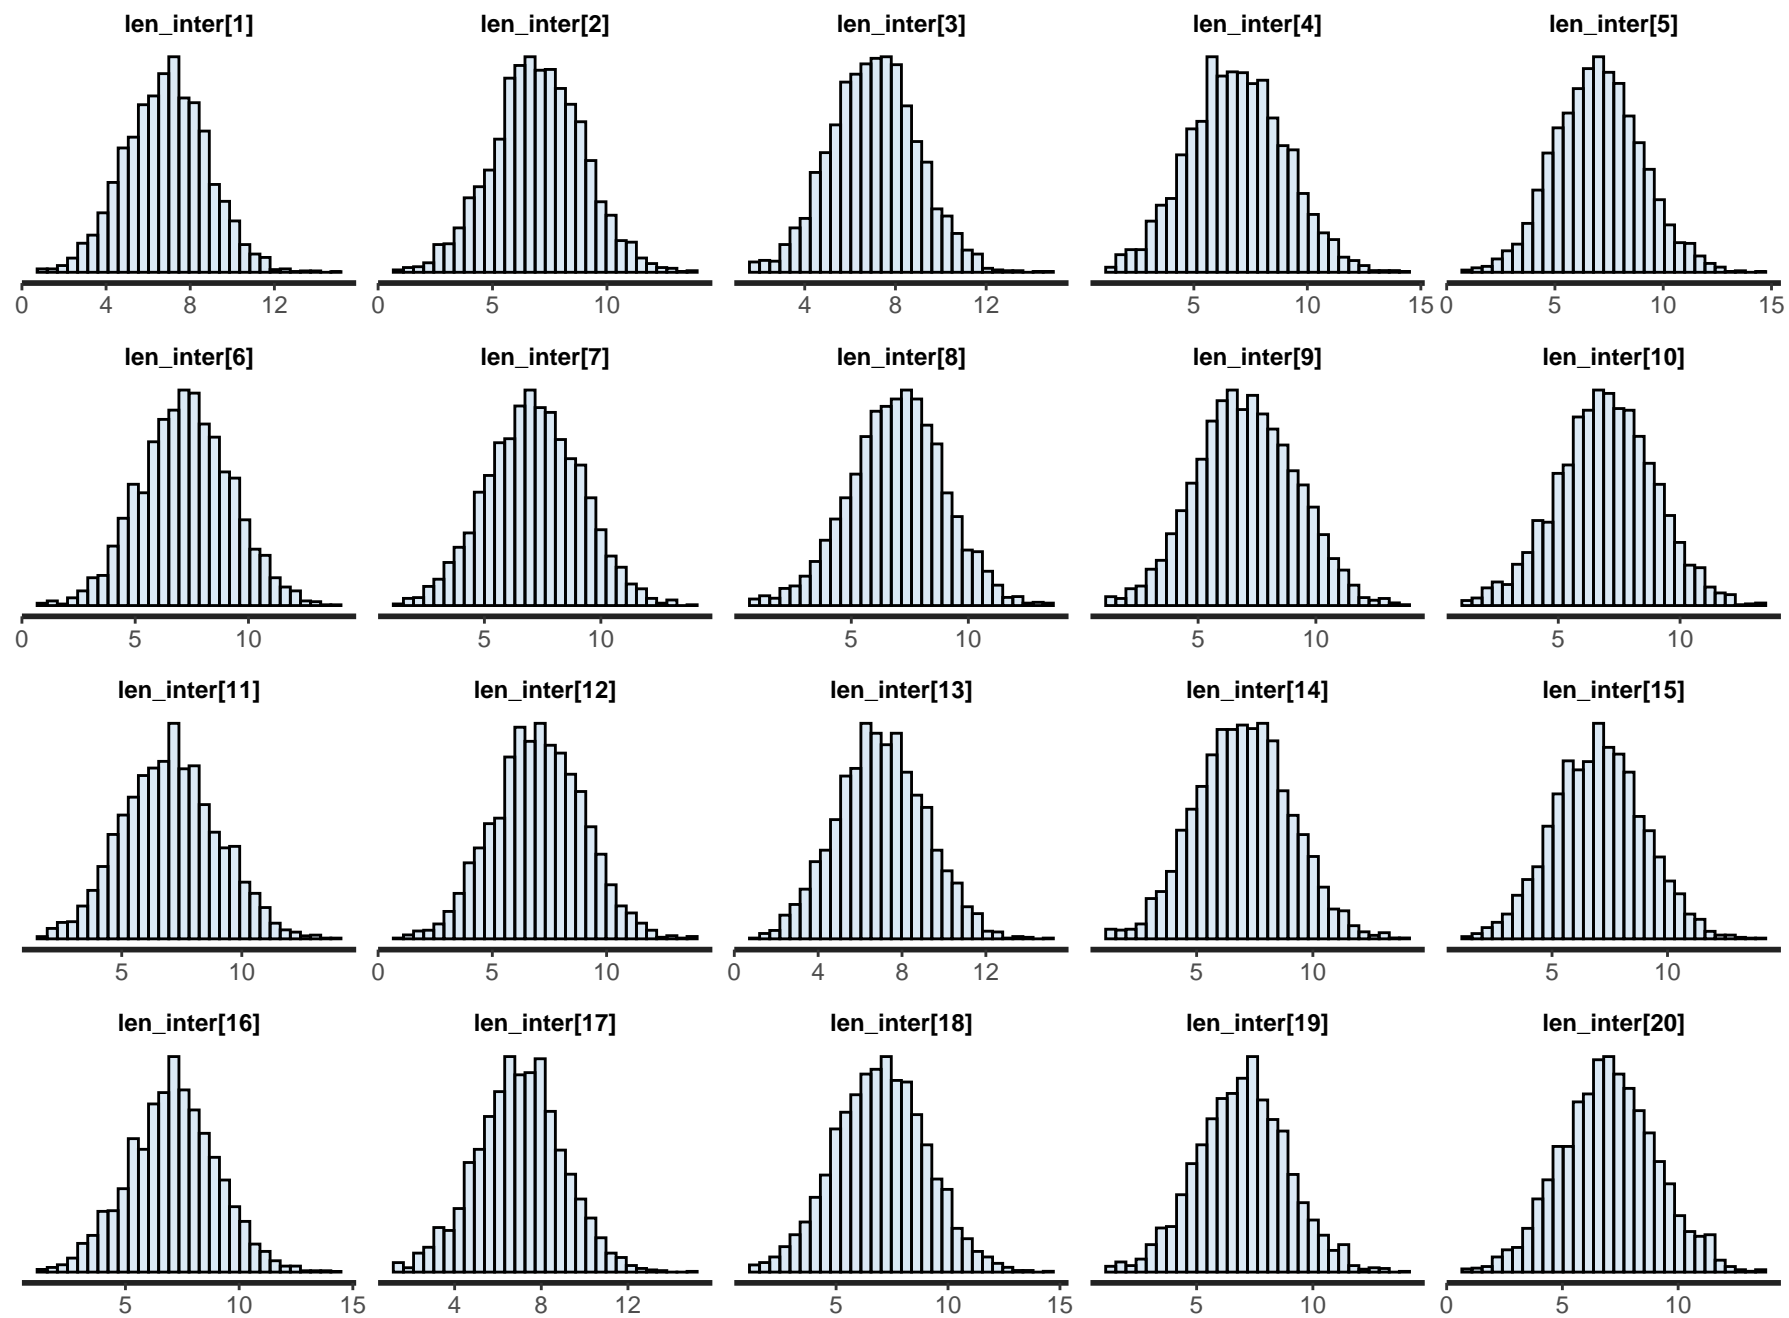 len_inter[1] len_inter[2] len_inter[3] len_inter[4] len_inter[5]
0 4 8 12 0 5 10 4 8 12 5 10 15 0 5 10 15
len_inter[6] len_inter[7] len_inter[8] len_inter[9] len_inter[10]
0 5 10 5 10 5 10 5 10 5 10
len_inter[11] len_inter[12] len_inter[13] len_inter[14] len_inter[15]
5 10 0 5 10 0 4 8 12 5 10 5 10
len_inter[16] len_inter[17] len_inter[18] len_inter[19] len_inter[20]
5 10 15 4 8 12 5 10 15 5 10 0 5 10